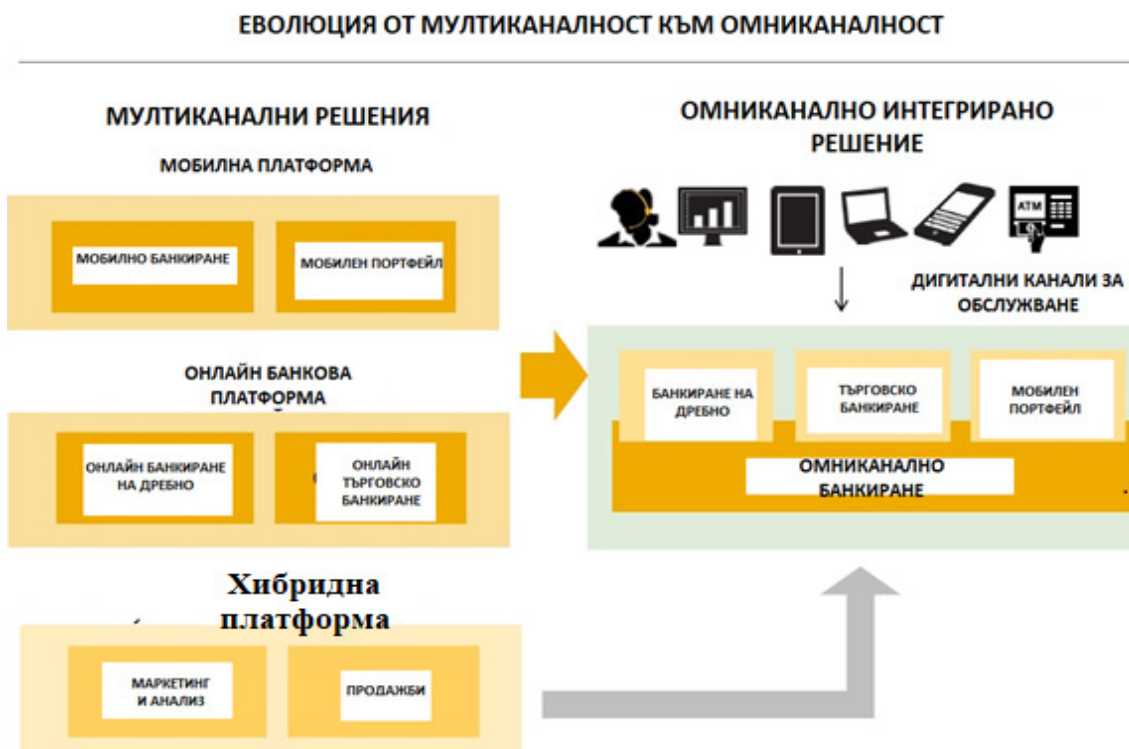 ЕВОЛЮЦИЯ ОТ МУЛТИКАНАЛНОСТ КЪМ ОМНИКАНАЛНОСТ
МУЛТИКАНАЛНИ РЕШЕНИЯ
МОБИЛНА ПЛАТФОРМА
МОБИЛНО БАНКИРАНЕ
МОБИЛЕН ПОРТФЕЙЛ
ОНЛАЙН БАНКОВА
ПЛАТФОРМА
ОНЛАЙН БАНКИРАНЕ
НА ДРЕБНО
ОНЛАЙН
ТЪРГОВСКО
БАНКИРАНЕ
Хибридна
платформа
МАРКЕТИНГ
И АНАЛИЗ
ПРОДАЖБИ
ОМНИКАНАЛНО ИНТЕГРИРАНО
РЕШЕНИЕ
ATM
ДИГИТАЛНИ КАНАЛИ ЗА
ОБСЛУЖВАНЕ
БАНКИРАНЕ НА
ДРЕБНО
ТЪРГОВСКО
БАНКИРАНЕ
МОБИЛЕН
ПОРТФЕЙЛ
ОМНИКАНАЛНО
БАНКИРАНЕ